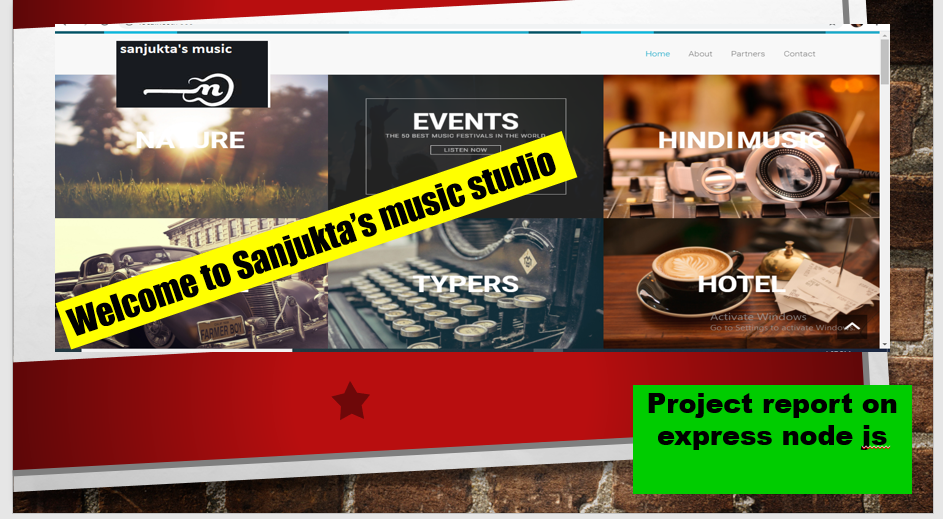 sanjukta's music
Home About Partners Contact
NATURE
EVENTS
THE 50 BEST MUSIC FESTIVALS IN THE WORLD
LISTEN NOW
HINDI MUSIC
Welcome to Sanjukta's music studio
FARMER BOY
TYPERS
HOTEL
Activate Windows
Go to Settings to activate Windows
Project report on
express node js